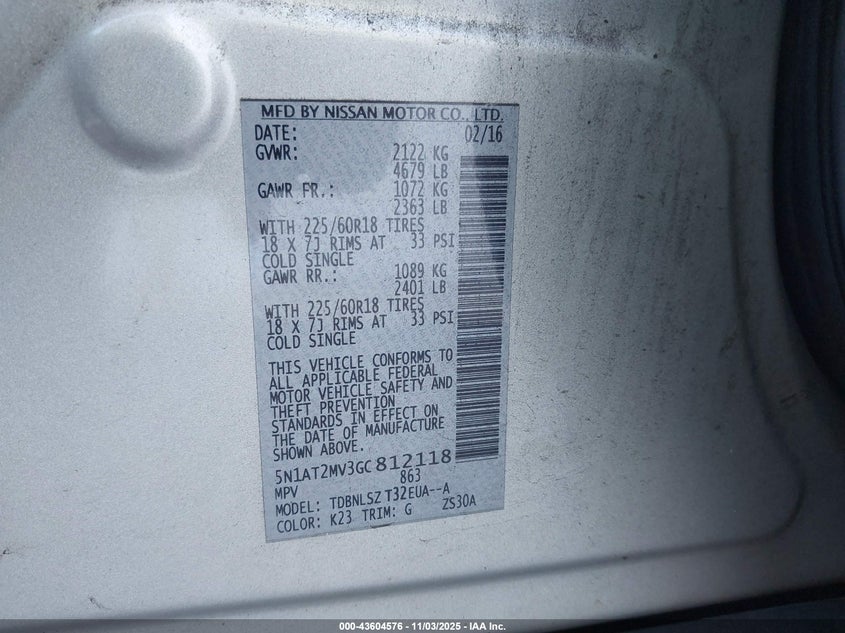 MFD BY NISSAN MOTOR CO., LTD.
DATE: 02/16
GVWR: 2122 KG
4679 LB
GAWR FR.: 1072 KG
2363 LB
WITH 225/60R18 TIRES
18 X 7J RIMS AT 33 PSI
COLD SINGLE
GAWR RR.: 1089 KG
2401 LB
WITH 225/60R18 TIRES
18 X 7J RIMS AT 33 PSI
COLD SINGLE
THIS VEHICLE CONFORMS TO
ALL APPLICABLE FEDERAL
MOTOR VEHICLE SAFETY AND
THEFT PREVENTION
STANDARDS IN EFFECT ON
THE DATE OF MANUFACTURE
SHOWN ABOVE.
5N1AT2MV3GC812118
MPV 863
MODEL: TDBNLSZ T32EUA--A
COLOR: K23 TRIM: G ZS30A
000-43604576 - 11/03/2025 - IAA Inc.